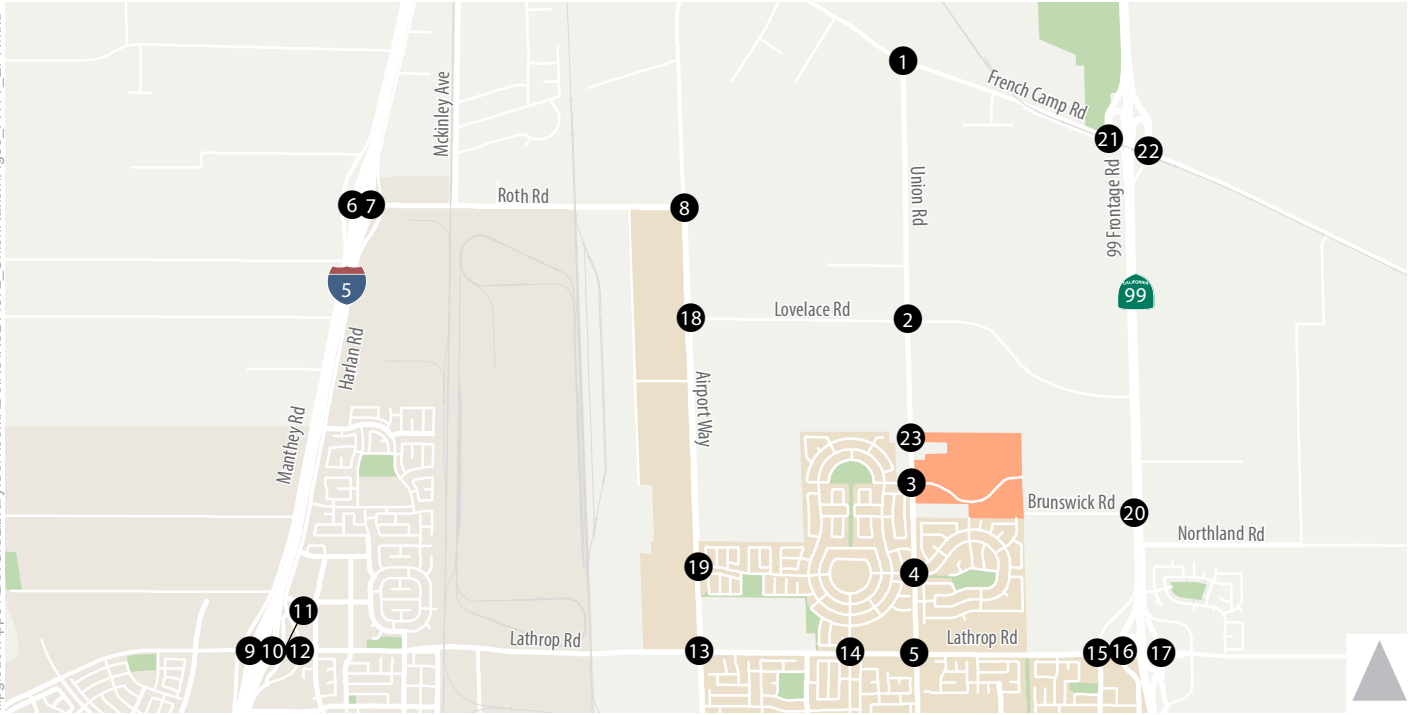 1
French Camp Rd
21
22
Mckinley Ave
Union Rd
99 Frontage Rd
6
7
Roth Rd
8
5
CALIFORNIA
99
18
Lovelace Rd
2
Harlan Rd
Airport Way
Manthey Rd
23
3
Brunswick Rd
20
Northland Rd
19
4
11
9
10
12
Lathrop Rd
13
14
5
Lathrop Rd
15
16
17